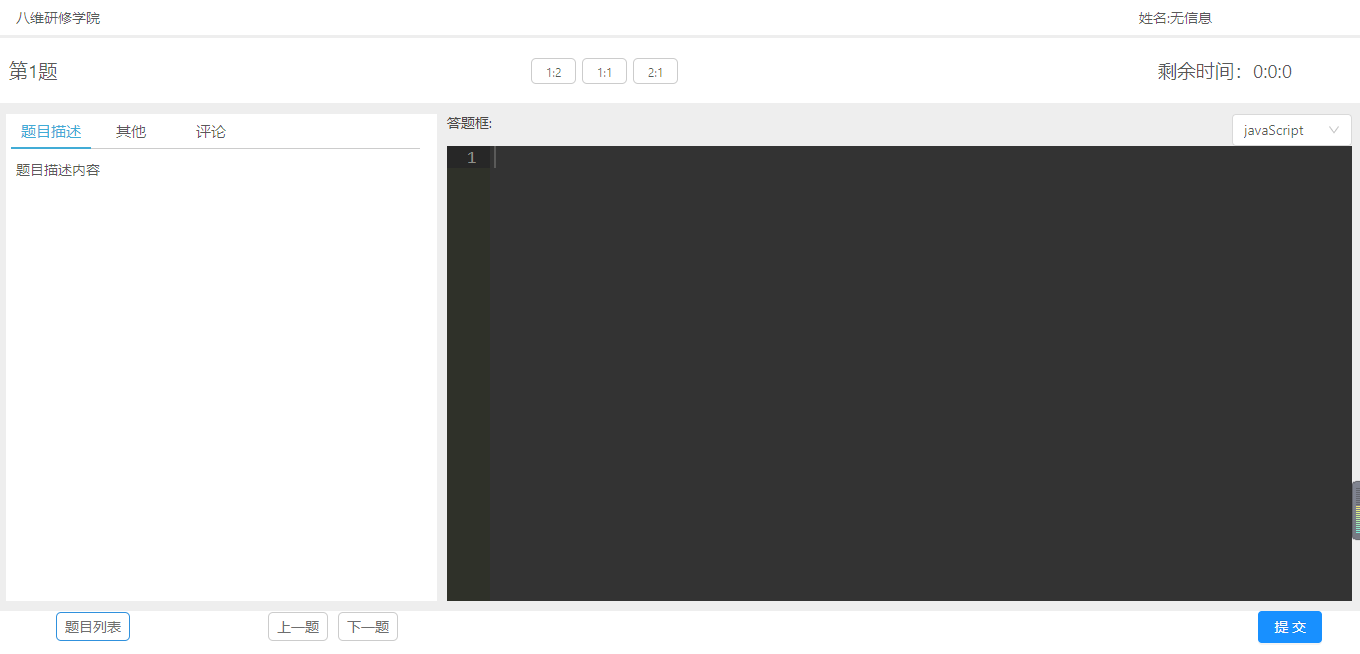 八维研修学院
姓名:无信息
第1题
1:2
1:1
2:1
剩余时间：0:0:0
题目描述
其他
评论
题目描述内容
答题框:
javaScript
1
题目列表
上一题
下一题
提 交